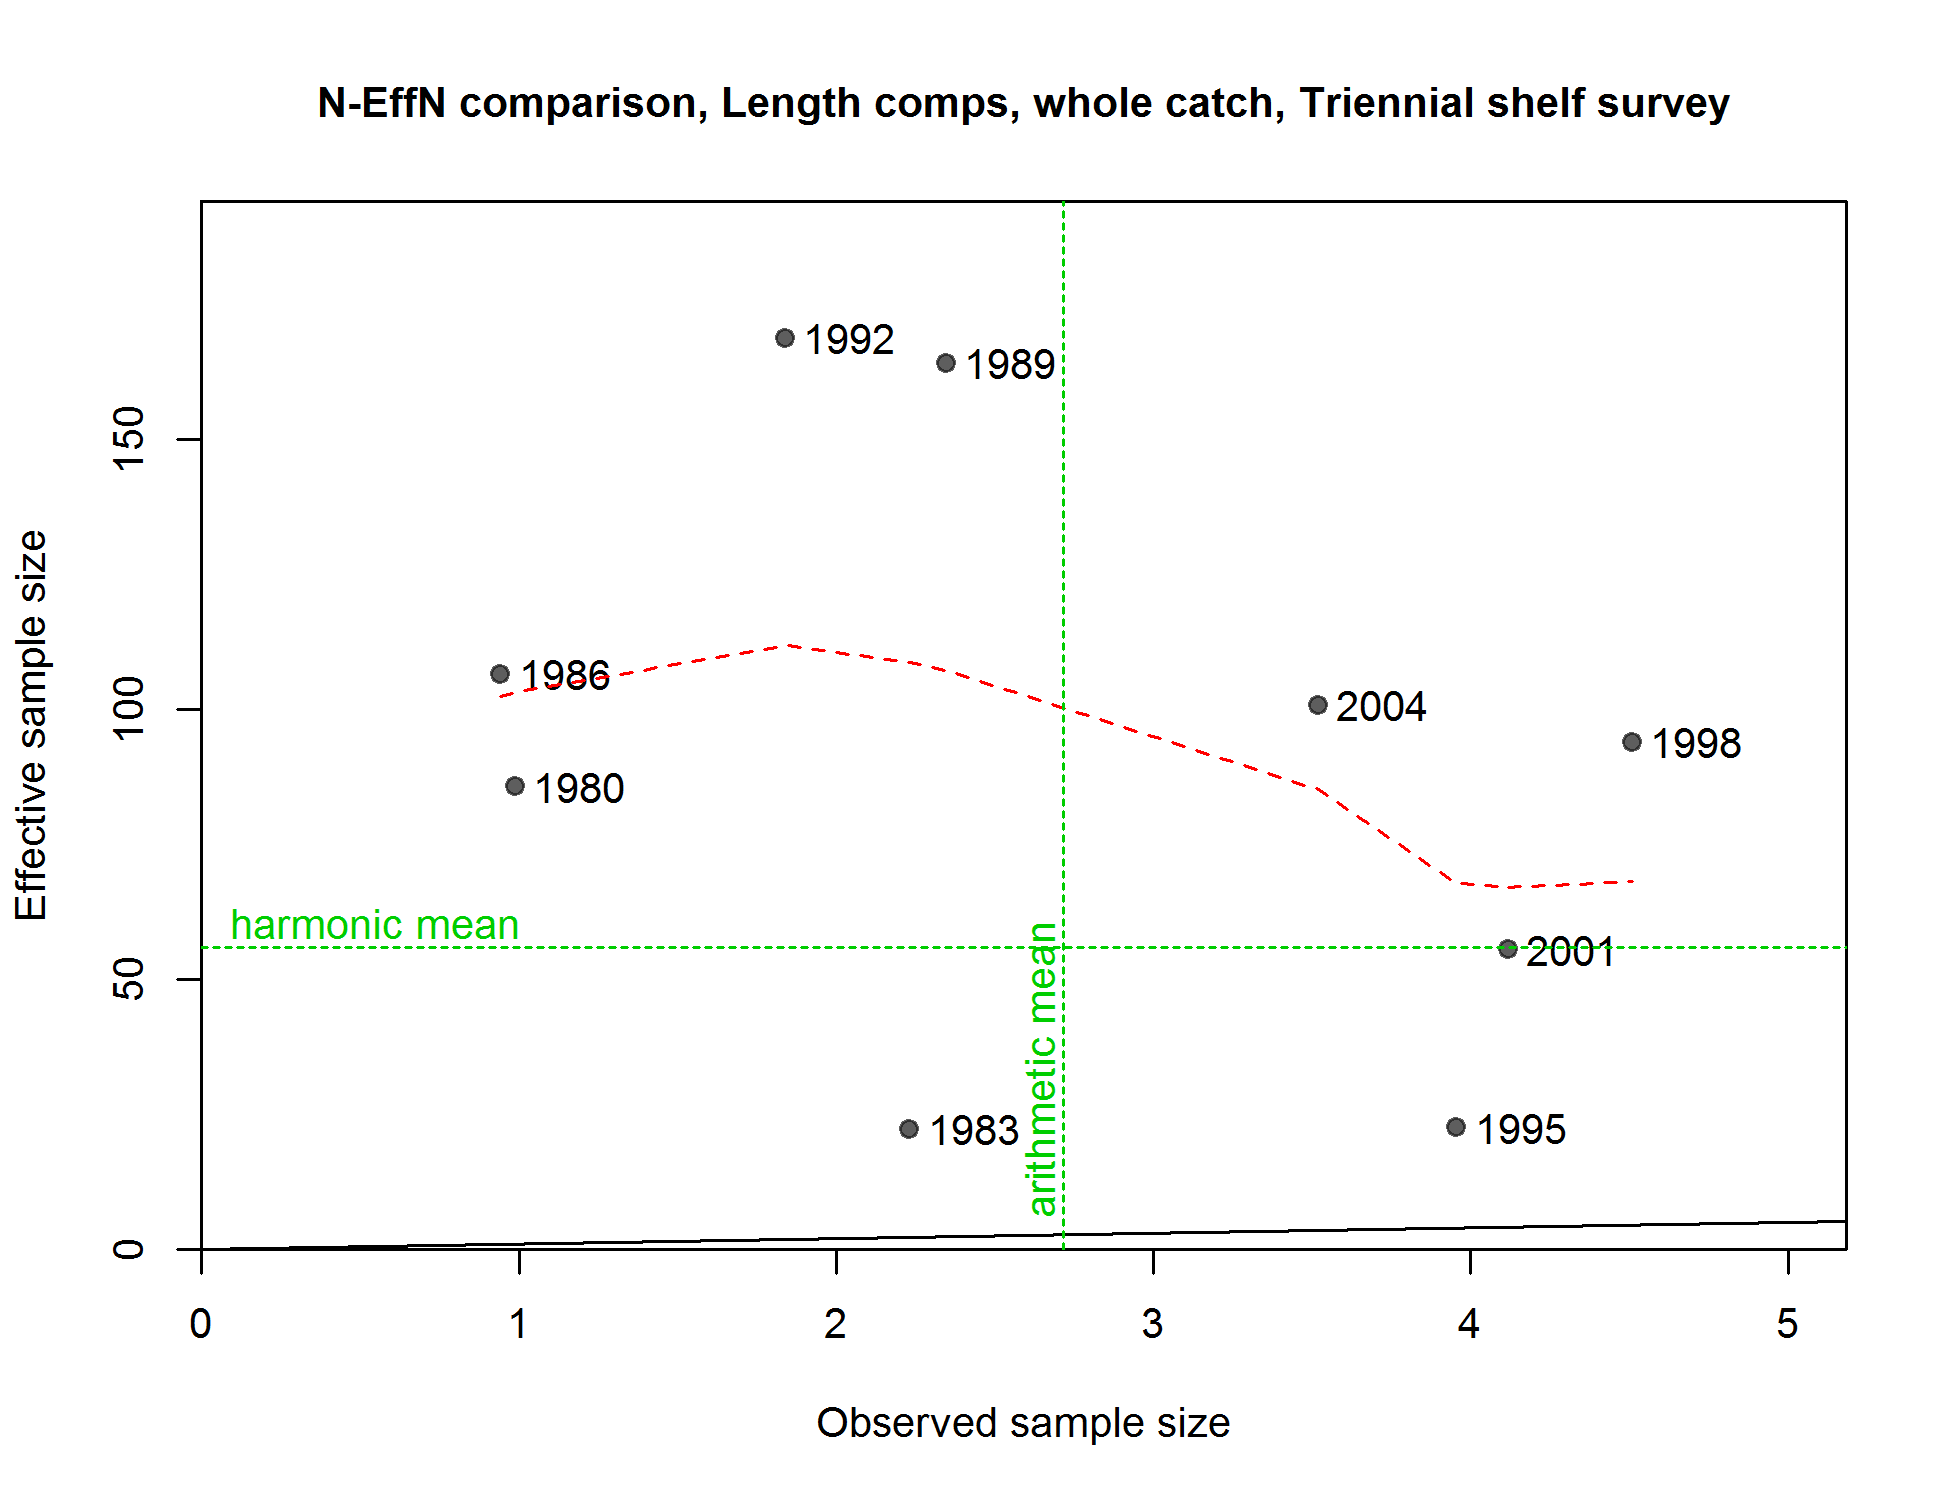 N-EffN comparison, Length comps, whole catch, Triennial shelf survey
Effective sample size
150
100
50
0
1992
1989
1986
1980
2004
1998
harmonic mean
arithmetic mean
2001
1983
1995
0 1 2 3 4 5
Observed sample size